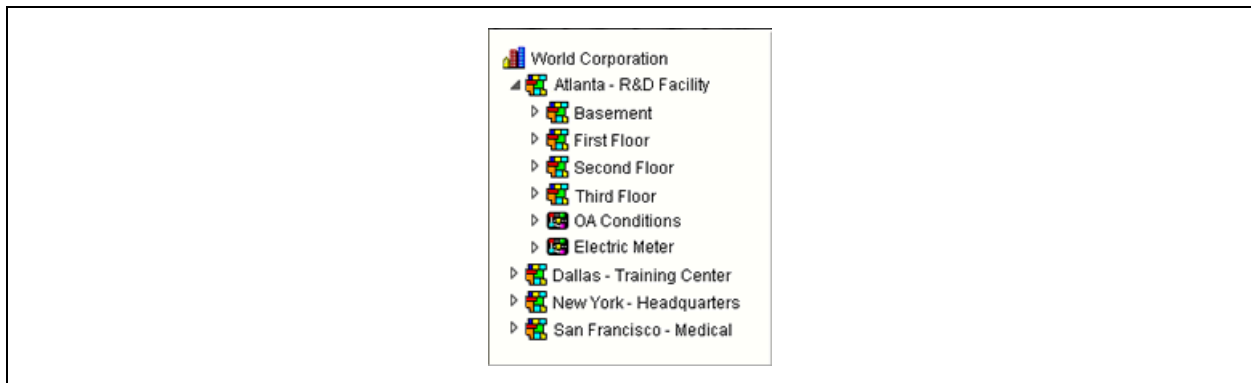 World Corporation
Atlanta - R&D Facility
Basement
First Floor
Second Floor
Third Floor
OA Conditions
Electric Meter
Dallas - Training Center
New York - Headquarters
San Francisco - Medical